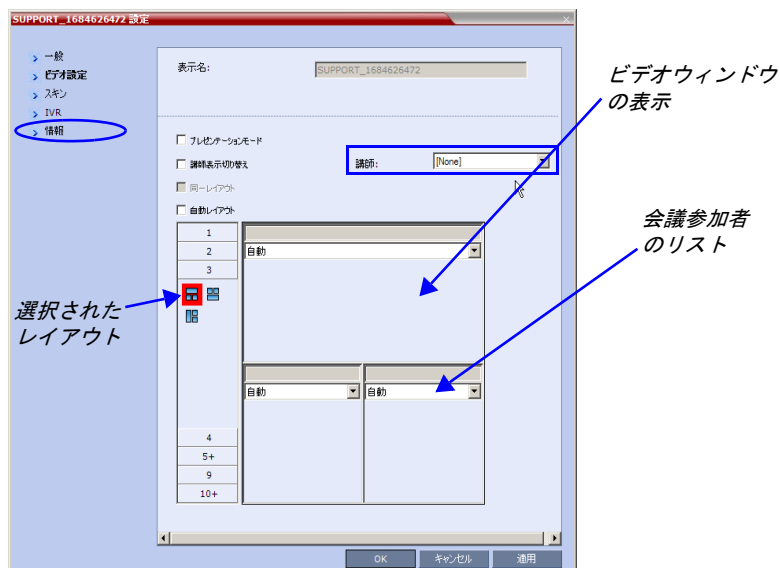 SUPPORT_1684626472 設定
一般
ビデオ設定
スキン
IVR
情報
表示名:
SUPPORT_1684626472
プレゼンテーションモード
講師表示切り替え
講師:
[None]
同一レイアウト
自動レイアウト
1
2
3
4
5+
9
10+
自動
自動
自動
OK
キャンセル
適用
ビデオウィンドウ
の表示
会議参加者
のリスト
選択された
レイアウト